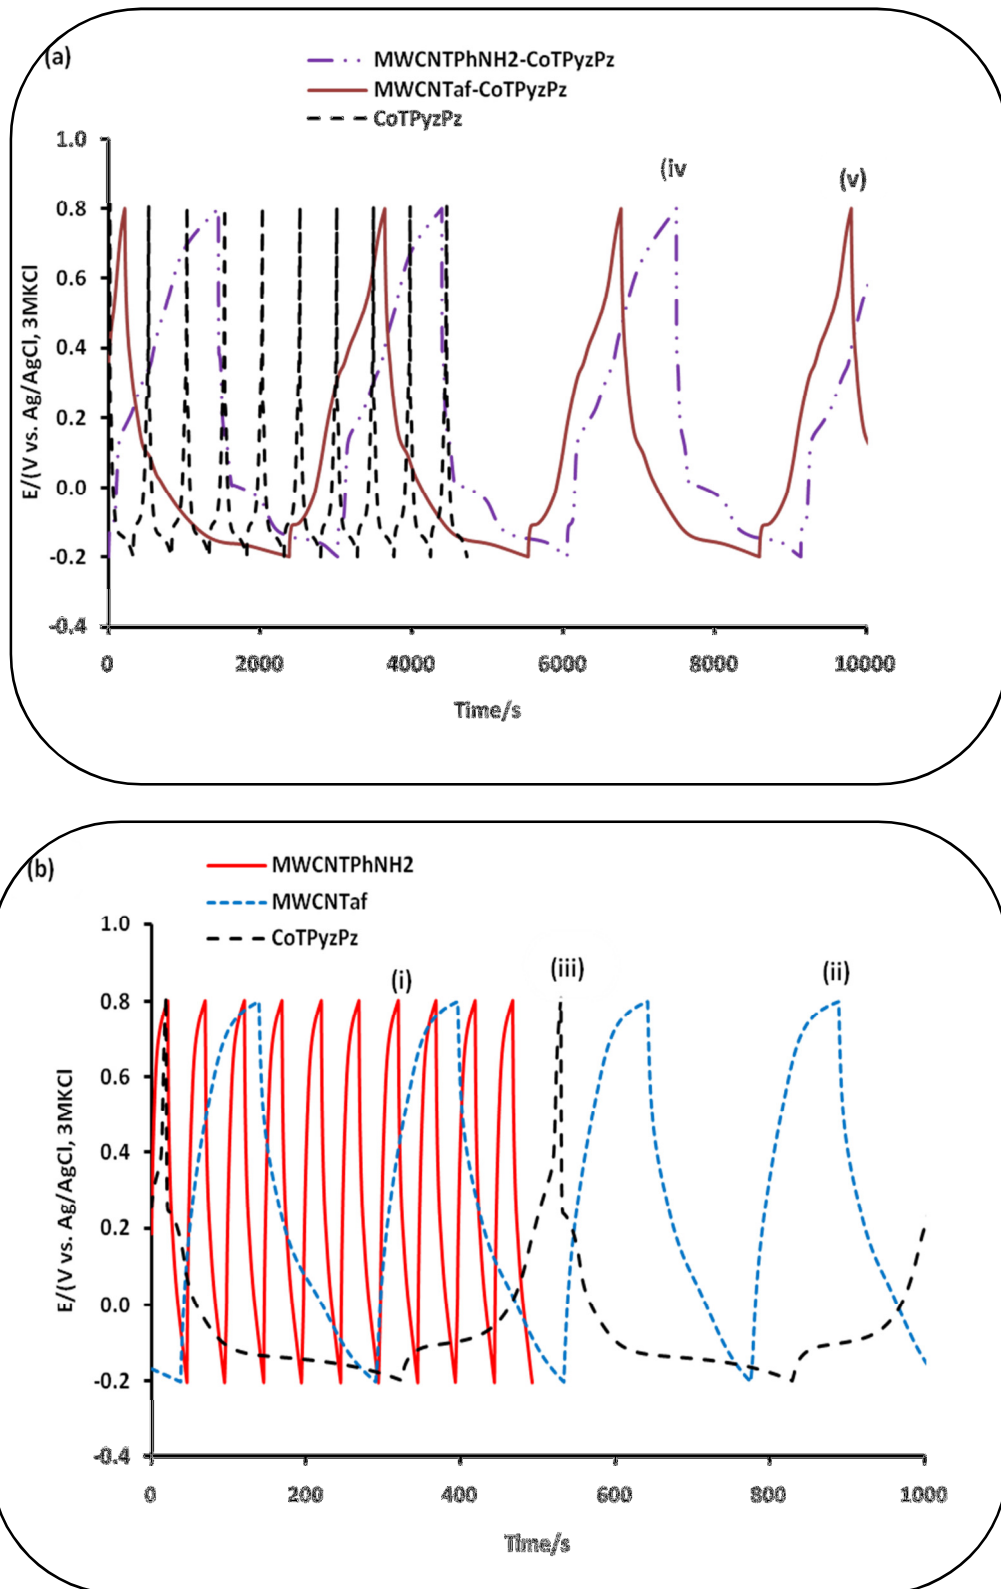 (a)
MWCNTPhNH2-CoTPyzPz
MWCNTaf-CoTPyzPz
CoTPyzPz
1.0
0.8
0.6
0.4
0.2
0.0
-0.2
-0.4
E/(V vs. Ag/AgCl, 3MKCl
(iv
(v)
0 2000 4000 6000 8000 10000
Time/s
(b)
MWCNTPhNH2
MWCNTaf
CoTPyzPz
1.0
0.8
0.6
0.4
0.2
0.0
-0.2
-0.4
E/(V vs. Ag/AgCl, 3MKCl
(i)
(iii)
(ii)
0 200 400 600 800 1000
Time/s